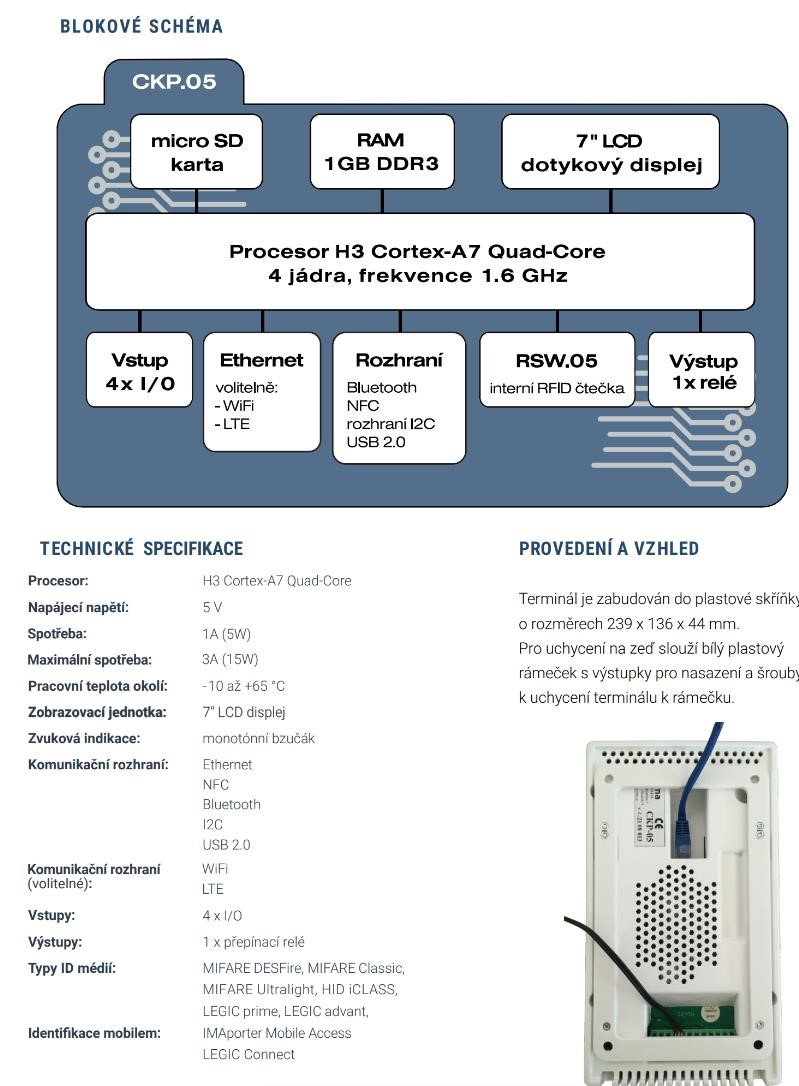 BLOKOVÉ SCHÉMA
CKP.05
micro SD
karta
RAM
1GB DDR3
7" LCD
dotykový displej
Procesor H3 Cortex-A7 Quad-Core
4 jádra, frekvence 1.6 GHz
Vstup
4x I/O
Ethernet
volitelně:
- WiFi
- LTE
Rozhraní
Bluetooth
NFC
rozhraní I2C
USB 2.0
RSW.05
interní RFID čtečka
Výstup
1x relé
TECHNICKÉ SPECIFIKACE
Procesor: H3 Cortex-A7 Quad-Core
Napájecí napětí: 5 V
Spotřeba: 1A (5W)
Maximální spotřeba: 3A (15W)
Pracovní teplota okolí: -10 až +65 °C
Zobrazovací jednotka: 7" LCD displej
Zvuková indikace: monotónní bzučák
Komunikační rozhraní: Ethernet
NFC
Bluetooth
I2C
USB 2.0
Komunikační rozhraní WiFi
(volitelné): LTE
Vstupy: 4 x I/O
Výstupy: 1 x přepínací relé
Typy ID médií: MIFARE DESFire, MIFARE Classic,
MIFARE Ultralight, HID iCLASS,
LEGIC prime, LEGIC advant,
Identifikace mobilem: IMAporter Mobile Access
LEGIC Connect
PROVEDENÍ A VZHLED
Terminál je zabudován do plastové skříňky
o rozměrech 239 x 136 x 44 mm.
Pro uchycení na zeď slouží bílý plastový
rámeček s výstupky pro nasazení a šrouby
k uchycení terminálu k rámečku.
CE
CKP-05